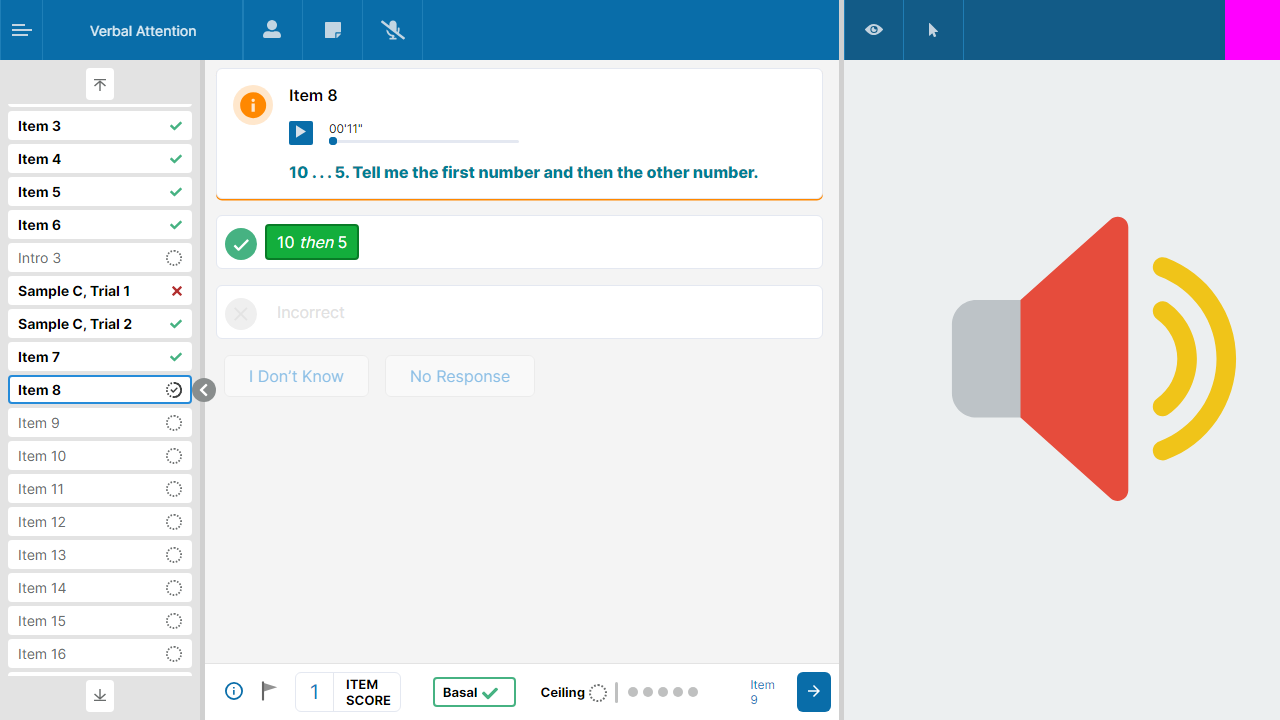 Verbal Attention
Item 3
Item 4
Item 5
Item 6
Intro 3
Sample C, Trial 1
Sample C, Trial 2
Item 7
Item 8
Item 9
Item 10
Item 11
Item 12
Item 13
Item 14
Item 15
Item 16
Item 8
00'11"
10 . . . 5. Tell me the first number and then the other number.
10 then 5
Incorrect
I Don't Know
No Response
1
ITEM
SCORE
Basal
Ceiling
Item
9